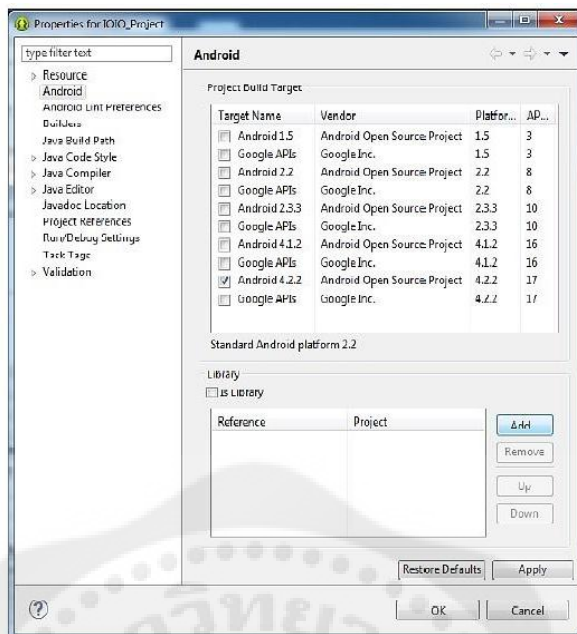 Properties for IOIO_Project
type filter text
Resource
Android
Android Lint Preferences
Builders
Java Build Path
Java Code Style
Java Compiler
Java Editor
Javadoc Location
Project References
Run/Debug Settings
Task Tags
Validation
Android
Project Build Target
Target Name Vendor Platfor... AP...
Android 1.5 Android Open Source Project 1.5 3
Google APIs Google Inc. 1.5 3
Android 2.2 Android Open Source Project 2.2 8
Google APIs Google Inc. 2.2 8
Android 2.3.3 Android Open Source Project 2.3.3 10
Google APIs Google Inc. 2.3.3 10
Android 4.1.2 Android Open Source Project 4.1.2 16
Google APIs Google Inc. 4.1.2 16
Android 4.2.2 Android Open Source Project 4.2.2 17
Google APIs Google Inc. 4.2.2 17
Standard Android platform 2.2
Library
Is Library
Reference Project
Add...
Remove
Up
Down
Restore Defaults Apply
OK Cancel